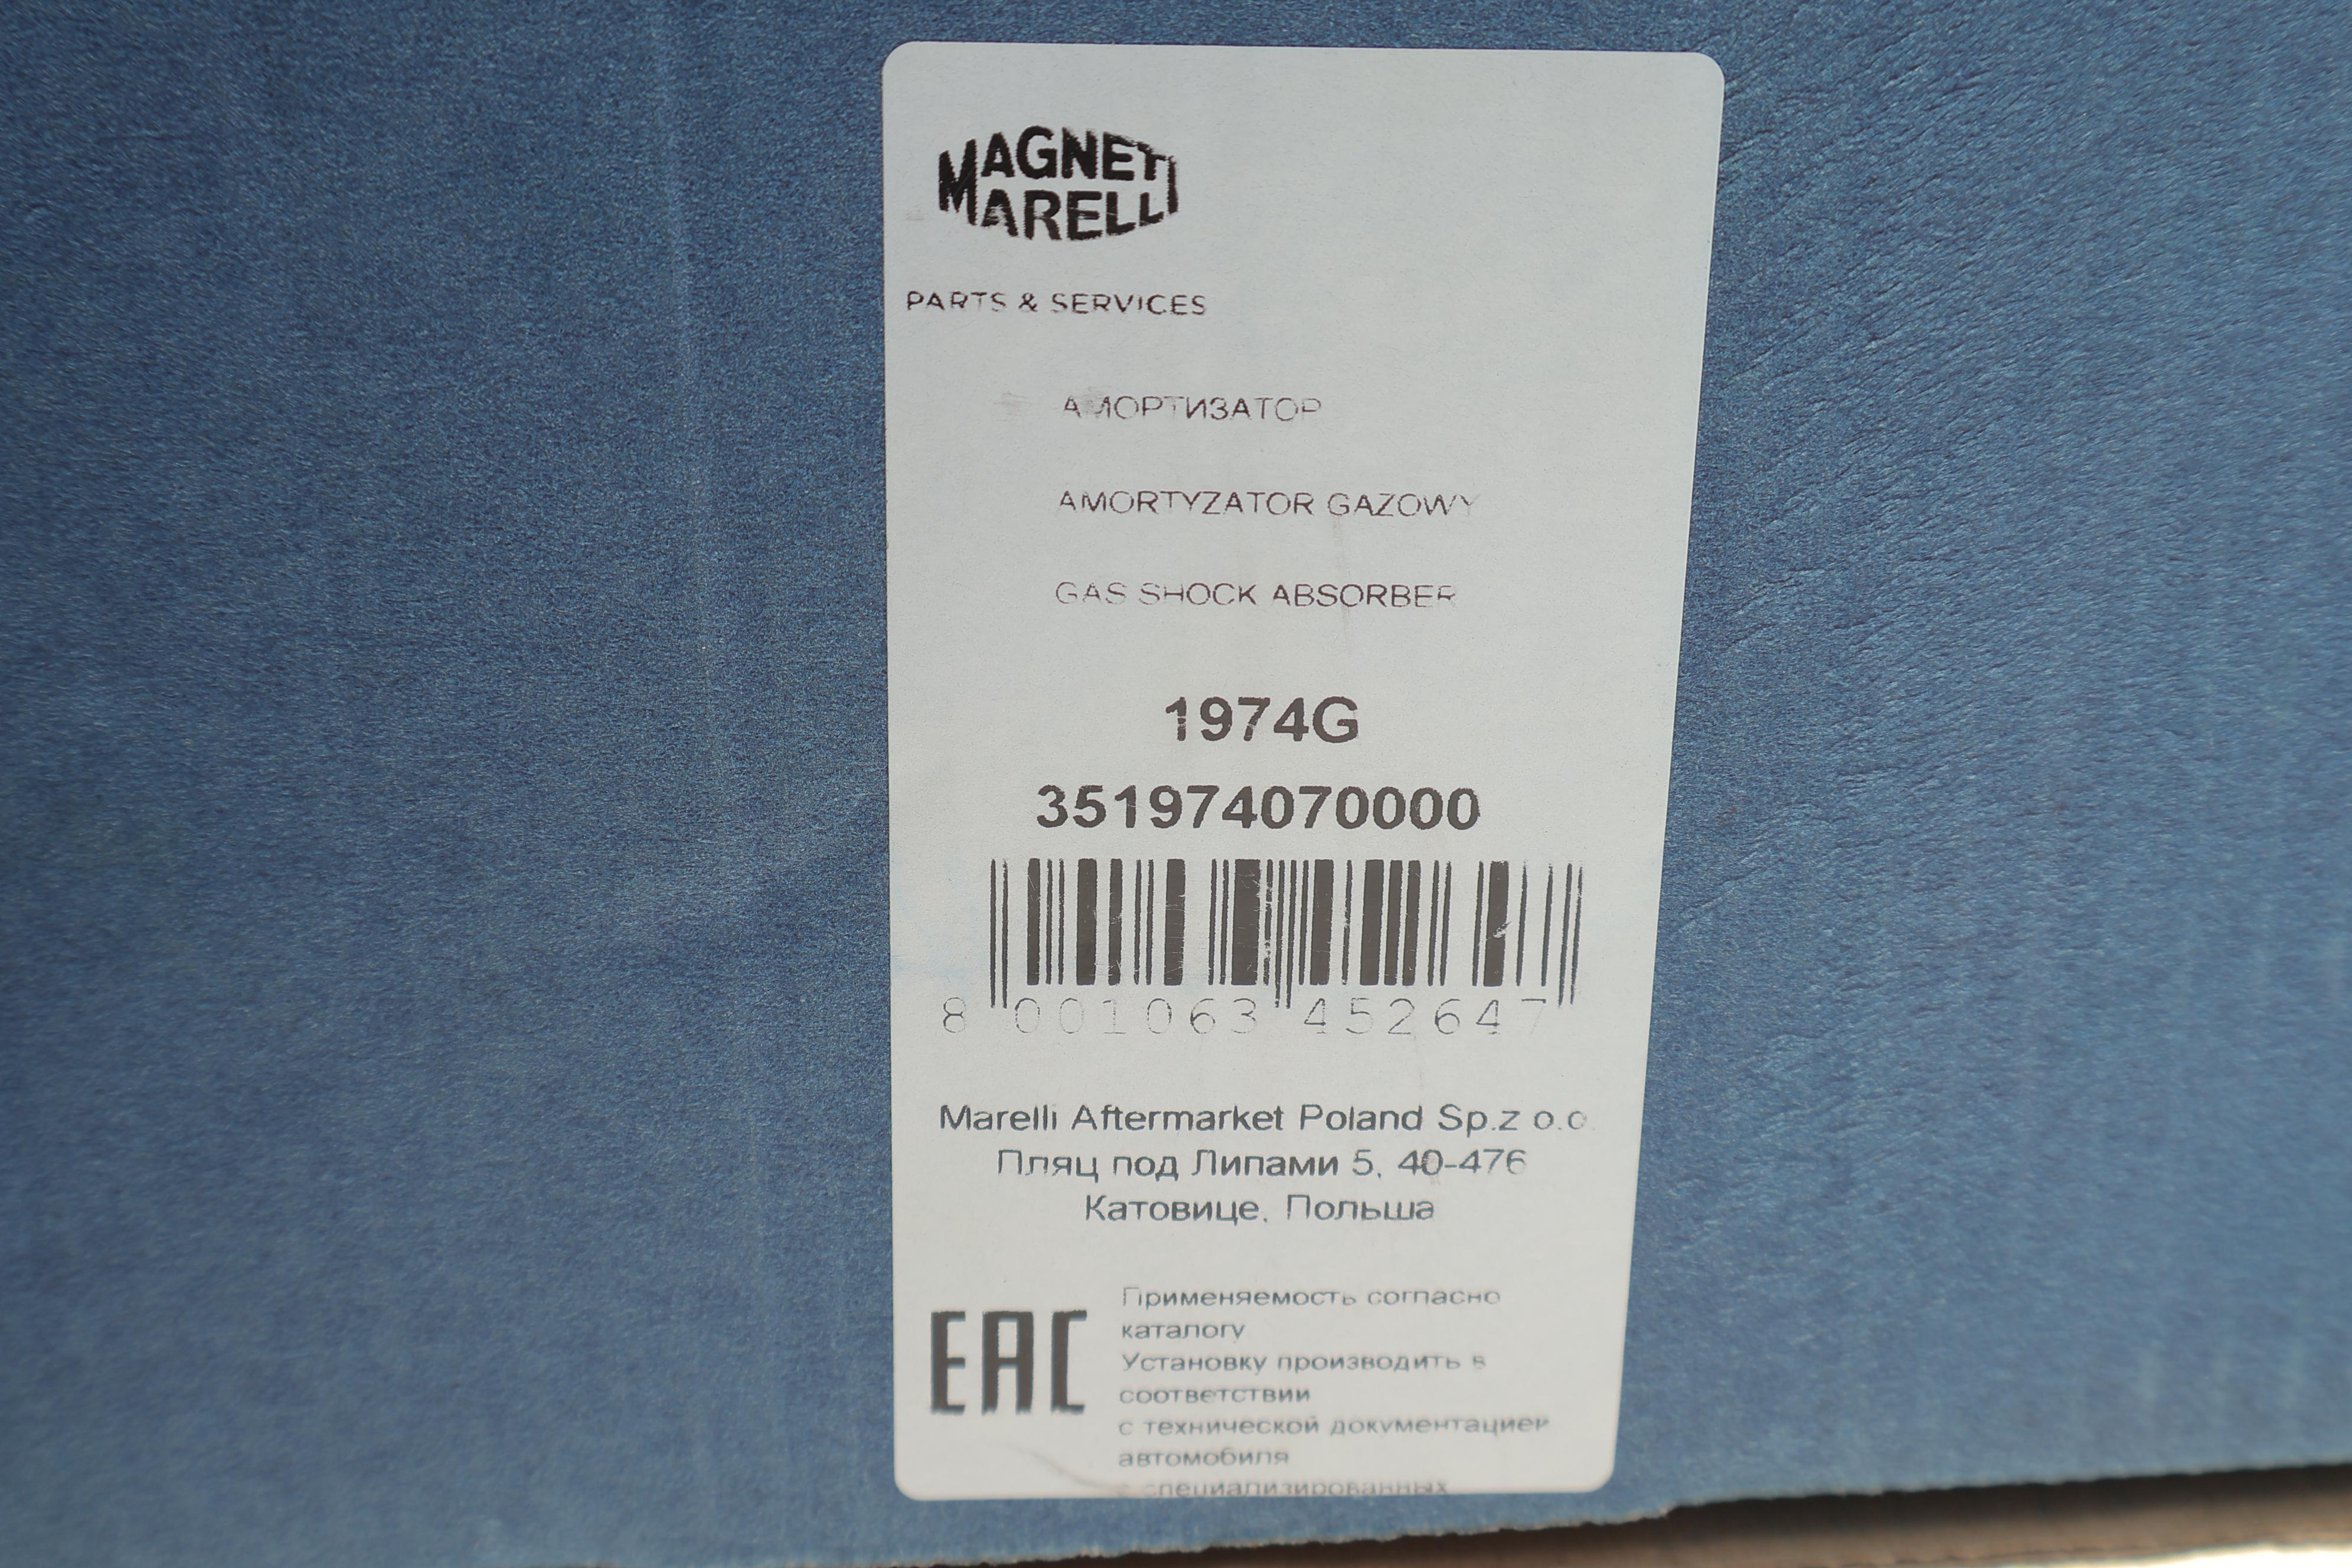 MAGNETI
MARELLI
PARTS & SERVICES
АМОРТИЗАТОР
AMORTYZATOR GAZOWY
GAS SHOCK ABSORBER
1974G
351974070000
8 001063 452647
Marelli Aftermarket Poland Sp.z o.o.
Пляц под Липами 5, 40-476
Катовице, Польша
EAC
Применяемость согласно
каталогу
Установку производить в
соответствии
с технической документацией
автомобиля
в специализированных